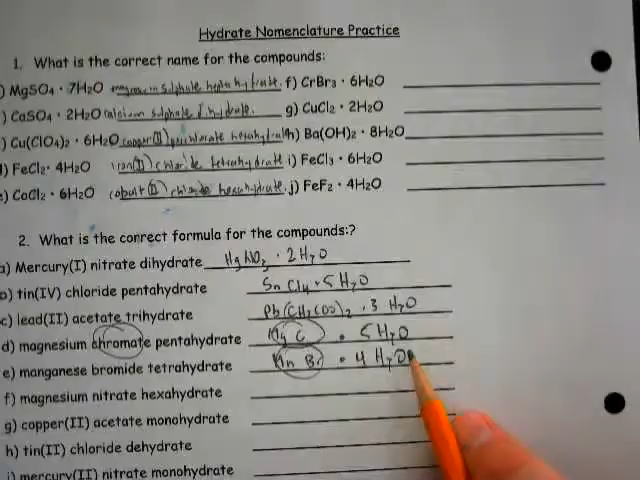 Hydrate Nomenclature Practice
1. What is the correct name for the compounds:
) MgSO4 · 7H2O magnesium sulphate heptahydrate. f) CrBr3 · 6H2O
) CaSO4 · 2H2O calcium sulphate dihydrate. g) CuCl2 · 2H2O
) Cu(ClO4)2 · 6H2O copper(II) perchlorate hexahydrate h) Ba(OH)2 · 8H2O
d) FeCl2 · 4H2O iron(II) chloride tetrahydrate i) FeCl3 · 6H2O
e) CoCl2 · 6H2O cobalt(II) chloride hexahydrate. j) FeF2 · 4H2O
2. What is the correct formula for the compounds:?
a) Mercury(I) nitrate dihydrate HgNO3 · 2H2O
b) tin(IV) chloride pentahydrate SnCl4 · 5H2O
c) lead(II) acetate trihydrate Pb(CH3COO)2 · 3H2O
d) magnesium chromate pentahydrate Mg C · 5H2O
e) manganese bromide tetrahydrate Mn Br · 4H2O
f) magnesium nitrate hexahydrate
g) copper(II) acetate monohydrate
h) tin(II) chloride dehydrate
i) mercury(II) nitrate monohydrate